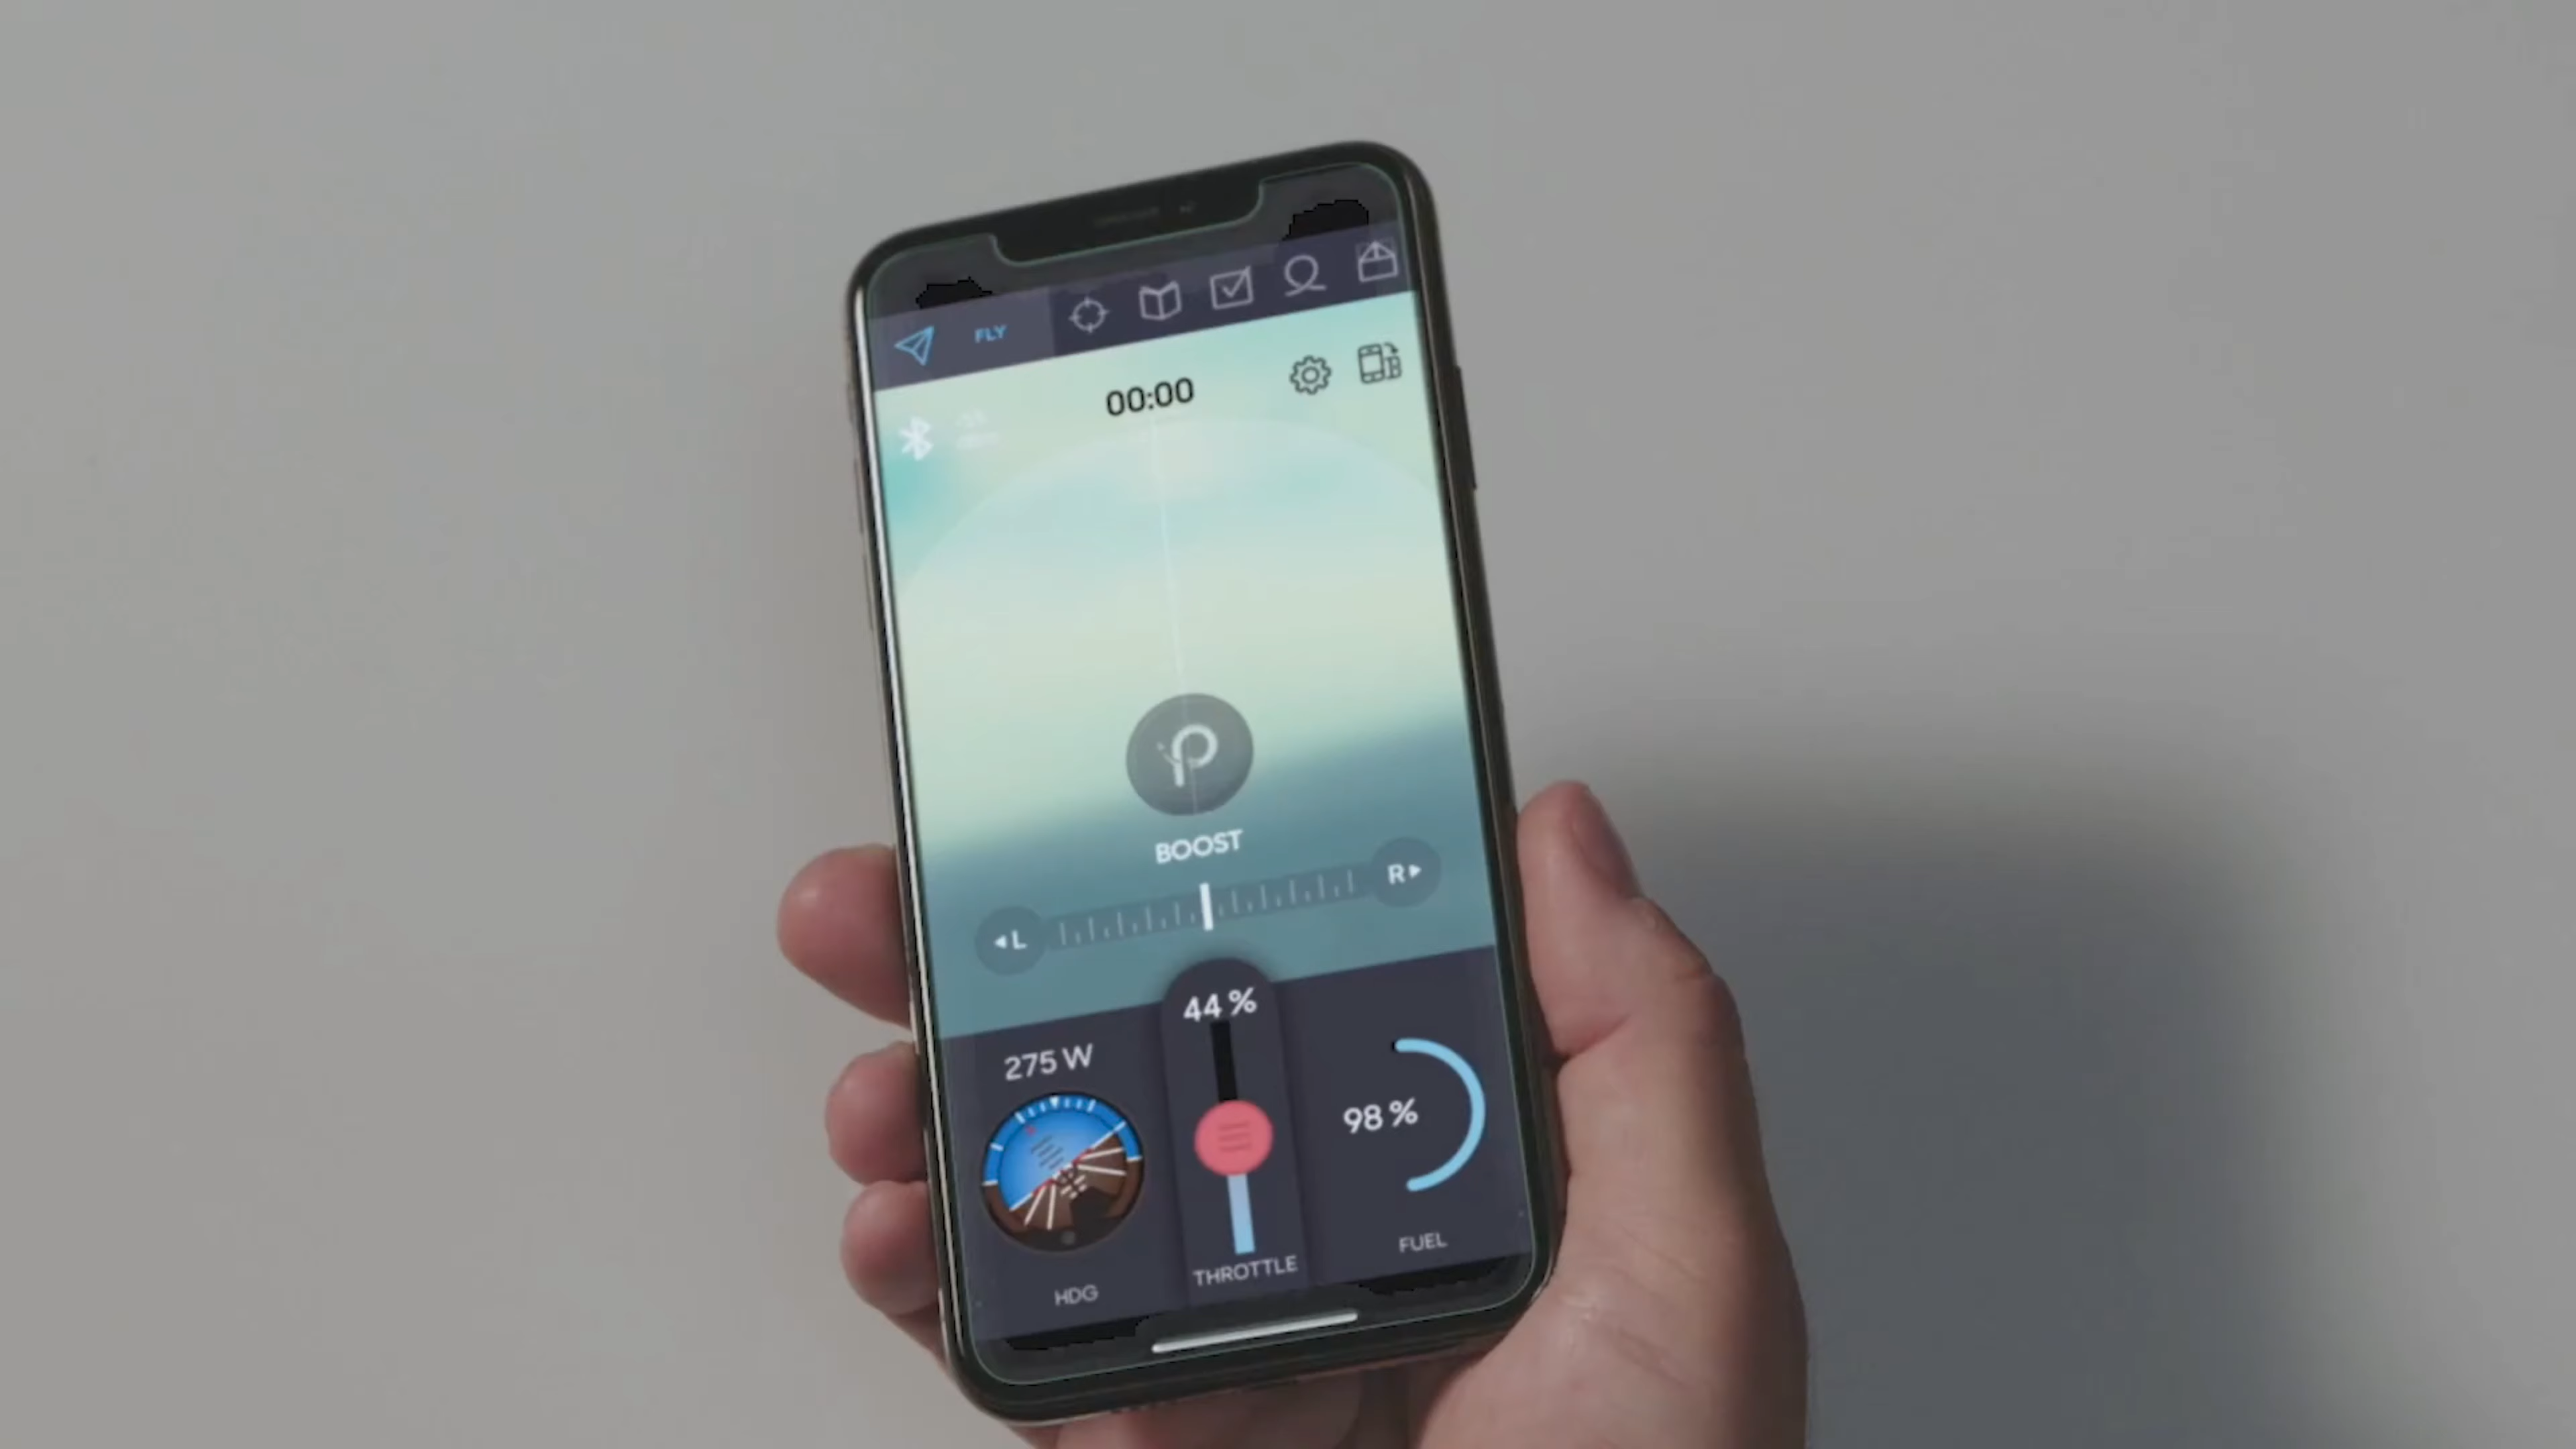 FLY
00:00
BOOST
L
R
44 %
275 W
98 %
HDG
THROTTLE
FUEL